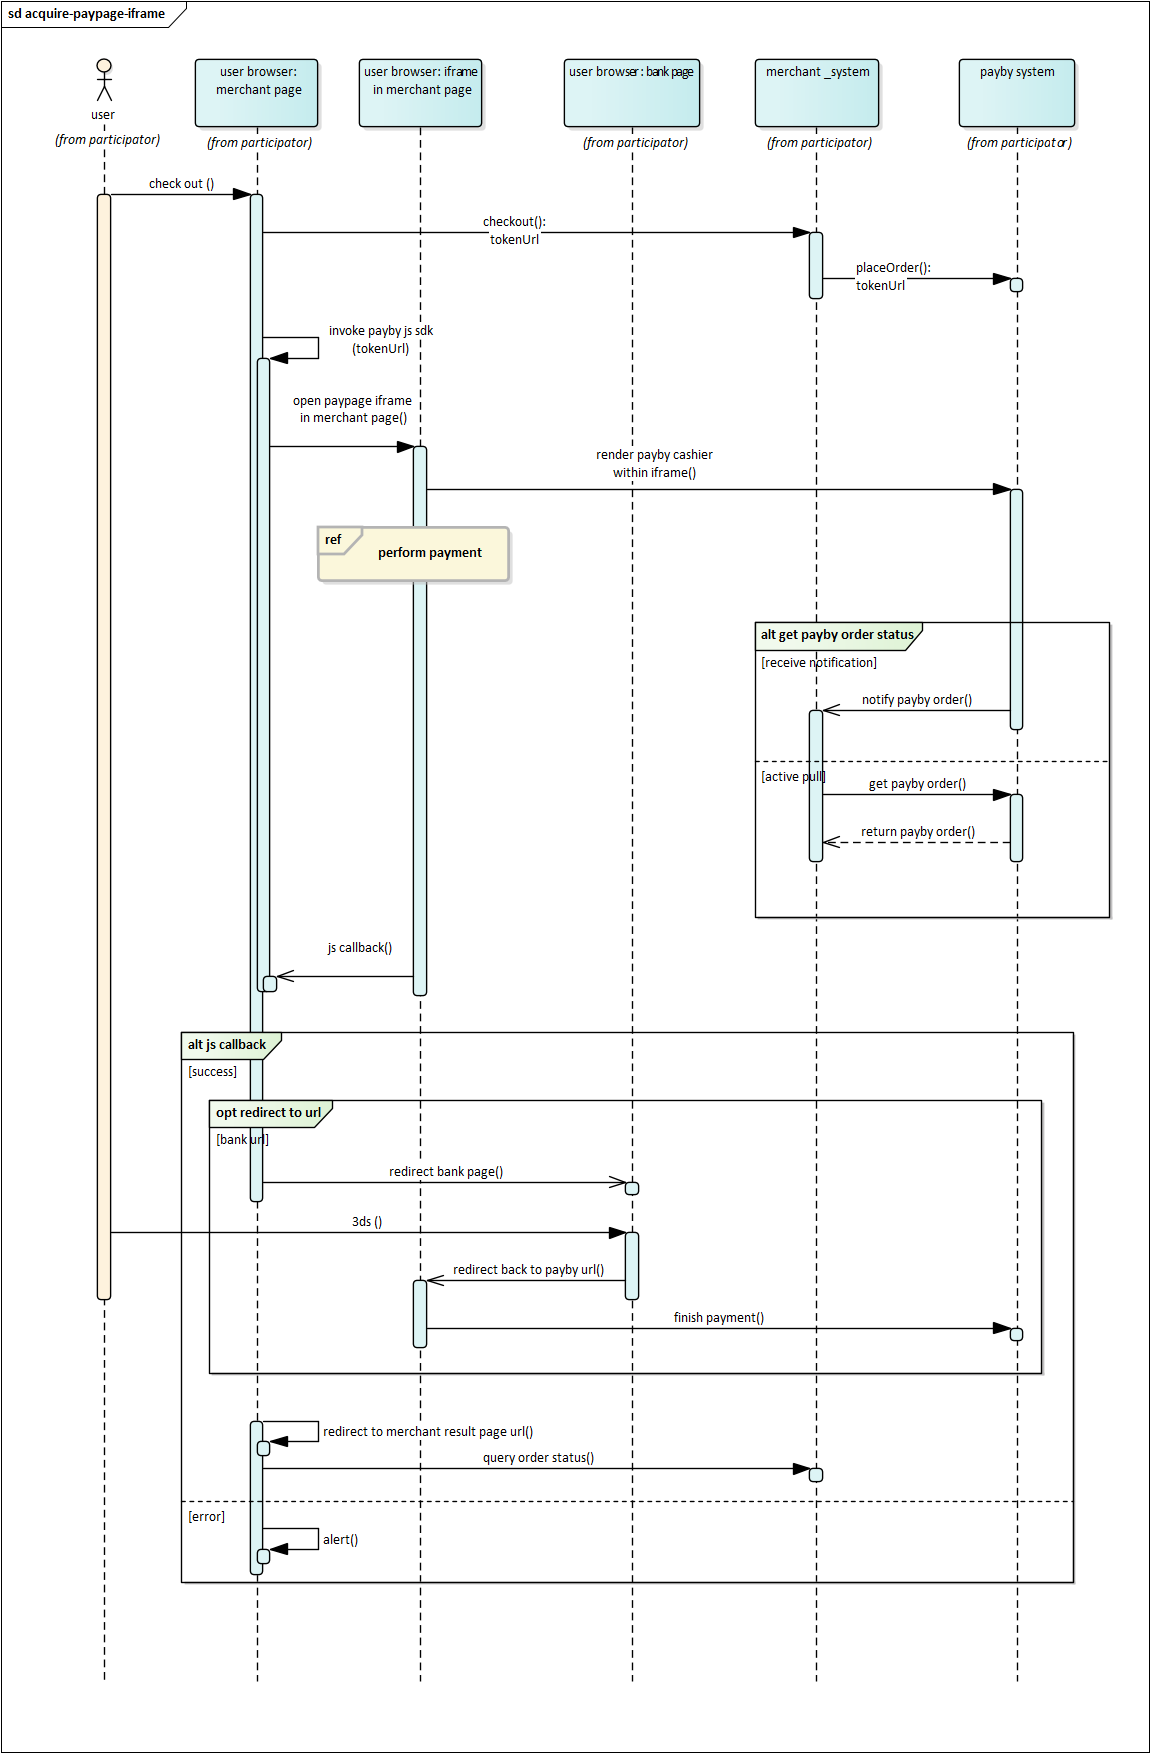 sd acquire-paypage-iframe
user
(from participator)
user browser:
merchant page
(from participator)
user browser: iframe
in merchant page
user browser: bank page
(from participator)
merchant _system
(from participator)
payby system
(from participator)
check out ()
checkout():
tokenUrl
placeOrder():
tokenUrl
invoke payby js sdk
(tokenUrl)
open paypage iframe
in merchant page()
render payby cashier
within iframe()
ref
perform payment
alt get payby order status
[receive notification]
notify payby order()
[active pull]
get payby order()
return payby order()
js callback()
alt js callback
[success]
opt redirect to url
[bank url]
redirect bank page()
3ds ()
redirect back to payby url()
finish payment()
redirect to merchant result page url()
query order status()
[error]
alert()